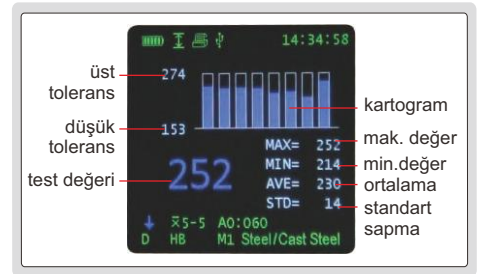 14:34:58
üst tolerans
274
düşük tolerans
153
kartogram
MAX= 252
mak. değer
MIN= 214
min.değer
test değeri
252
AVE= 230
ortalama
STD= 14
standart sapma
x̄5-5 A0:060
D HB M1 Steel/Cast Steel